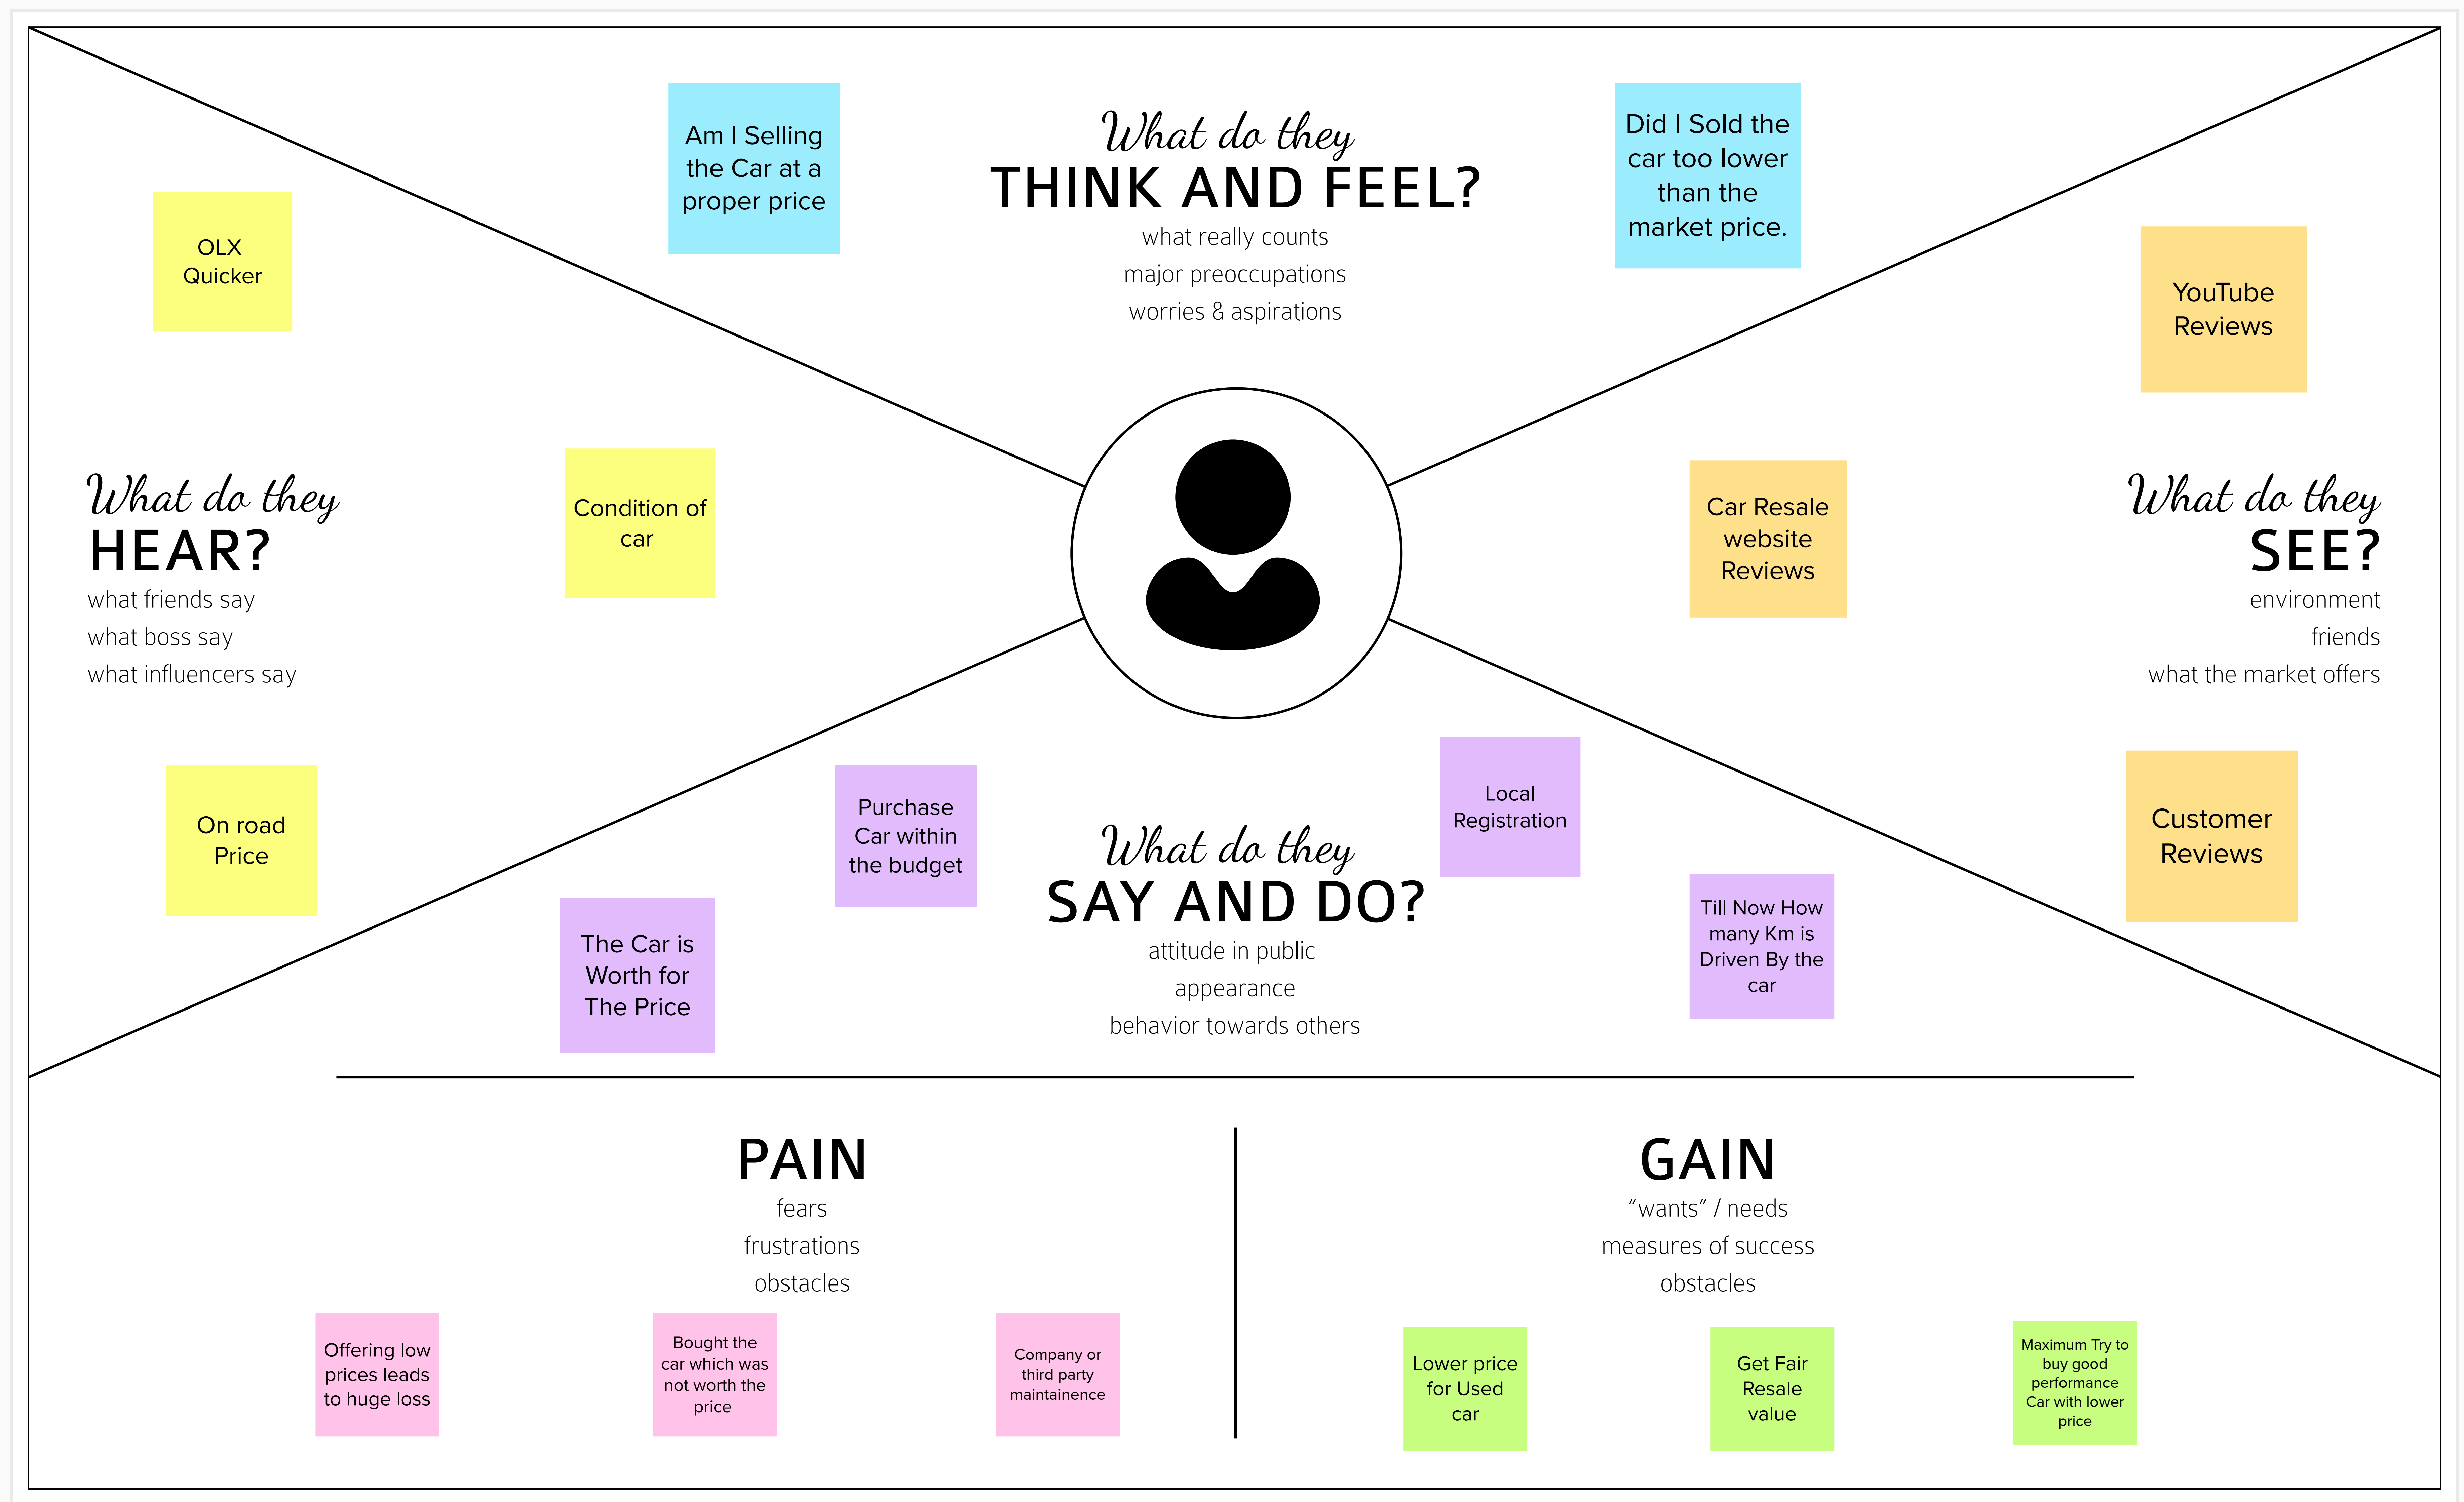 What do they
THINK AND FEEL?
what really counts
major preoccupations
worries & aspirations
Am I Selling
the Car at a
proper price
Did I Sold the
car too lower
than the
market price.
What do they
HEAR?
what friends say
what boss say
what influencers say
OLX
Quicker
Condition of
car
On road
Price
What do they
SEE?
environment
friends
what the market offers
YouTube
Reviews
Car Resale
website
Reviews
Customer
Reviews
What do they
SAY AND DO?
attitude in public
appearance
behavior towards others
Purchase
Car within
the budget
The Car is
Worth for
The Price
Local
Registration
Till Now How
many Km is
Driven By the
car
PAIN
fears
frustrations
obstacles
Offering low
prices leads
to huge loss
Bought the
car which was
not worth the
price
Company or
third party
maintainence
GAIN
“wants” / needs
measures of success
obstacles
Lower price
for Used
car
Get Fair
Resale
value
Maximum Try to
buy good
performance
Car with lower
price